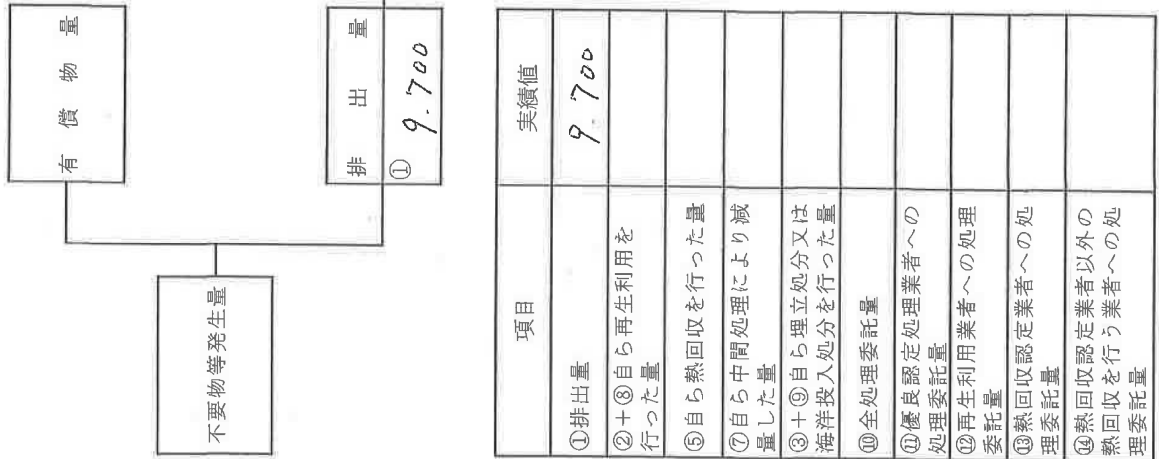 有償物量
排出量
①
9.700
不要物等発生量
項目
実績値
①排出量
9.700
②+⑧自ら再生利用を
行った量
⑤自ら熱回収を行った量
⑦自ら中間処理により減
量した量
③+⑨自ら埋立処分又は
海洋投入処分を行った量
⑩全処理委託量
⑪優良認定処理業者への
処理委託量
⑫再生利用業者への処理
委託量
⑬熱回収認定業者への処
理委託量
⑭熱回収認定業者以外の
熱回収を行う業者への処
理委託量